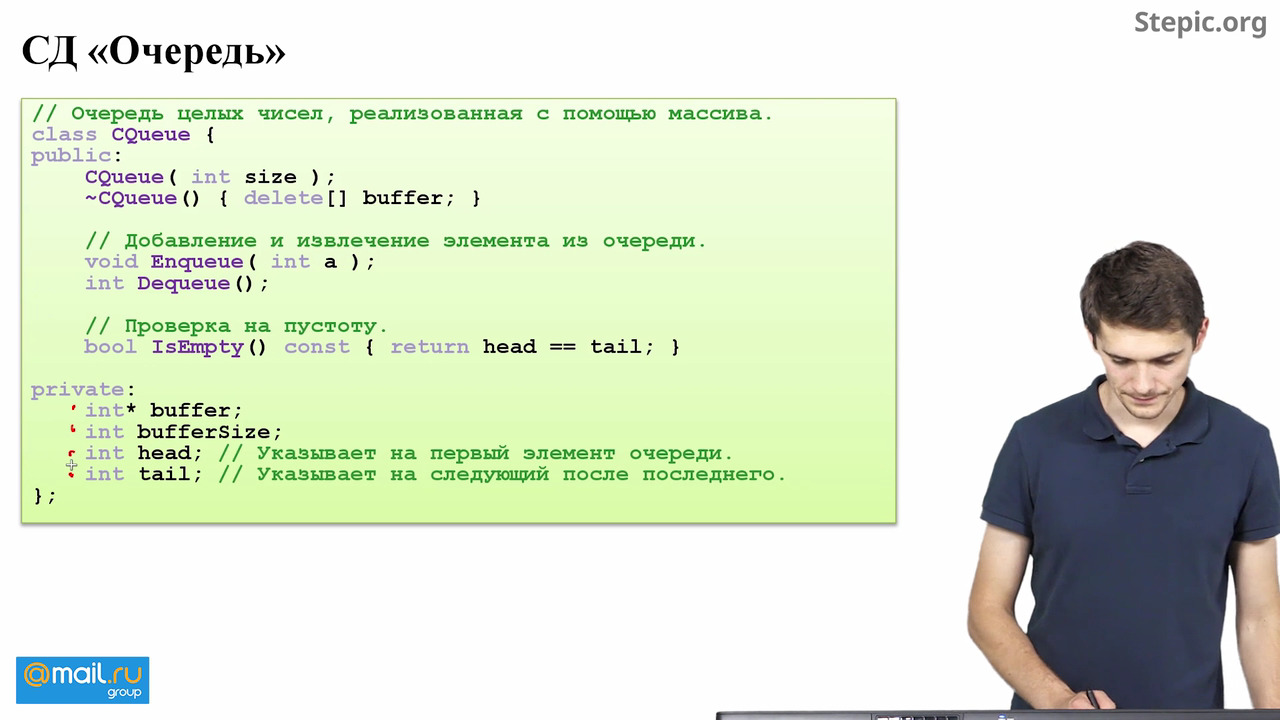 Stepic.org
СД «Очередь»
// Очередь целых чисел, реализованная с помощью массива.
class CQueue {
public:
CQueue( int size );
~CQueue() { delete[] buffer; }
// Добавление и извлечение элемента из очереди.
void Enqueue( int a );
int Dequeue();
// Проверка на пустоту.
bool IsEmpty() const { return head == tail; }
private:
int* buffer;
int bufferSize;
int head; // Указывает на первый элемент очереди.
int tail; // Указывает на следующий после последнего.
};
@mail.ru
group